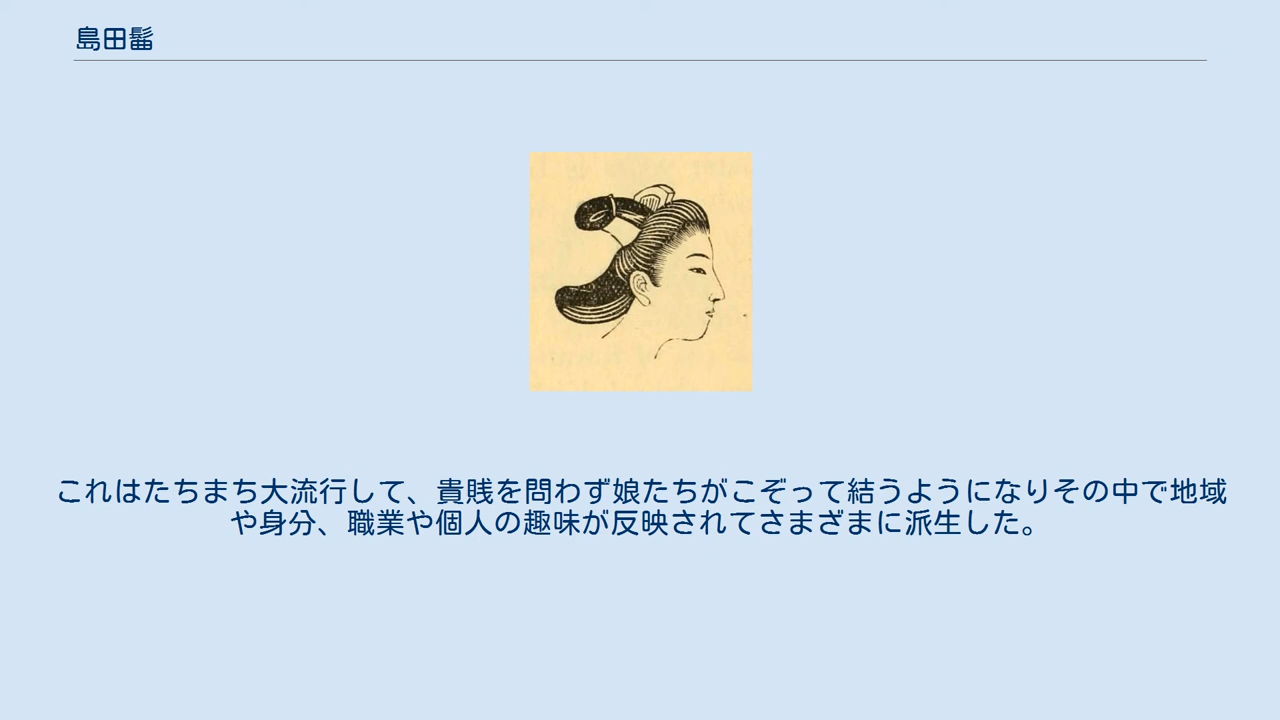 島田髷
これはたちまち大流行して、貴賎を問わず娘たちがこぞって結うようになりその中で地域
や身分、職業や個人の趣味が反映されてさまざまに派生した。